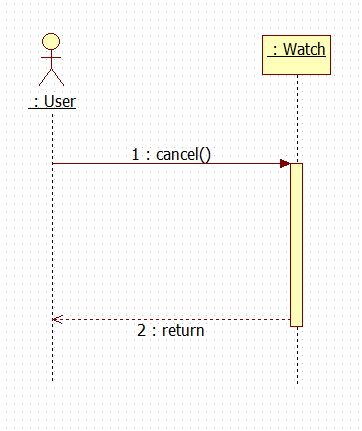 : User
: Watch
1 : cancel()
2 : return